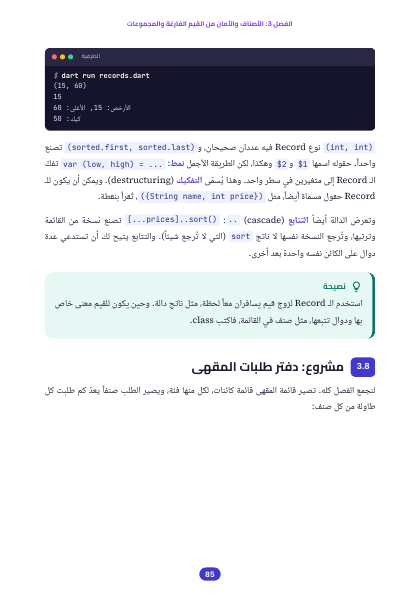 الفصل 3: الأصناف والأمان من القيم الفارغة والمجموعات
الطرفية
$ dart run records.dart
(15, 60)
15
الأرخص: 15, الأغلى: 60
كيك: 50
(int, int) نوع Record فيه عددان صحيحان، و (sorted.first, sorted.last) تصنع
واحداً. حقوله اسمها $1 و $2 وهكذا، لكن الطريقة الأجمل نمط: var (low, high) = ... تفك
الـ Record إلى متغيرين في سطر واحد. وهذا يُسمّى التفكيك (destructuring). ويمكن أن يكون للـ
Record حقول مسماة أيضاً، مثل ({String name, int price}) ، تُقرأ بنقطة.
وتعرض الدالة أيضاً التتابع (cascade) .. : [...prices]..sort() تصنع نسخة من القائمة
وترتبها، وتُرجع النسخة نفسها لا ناتج sort (التي لا تُرجع شيئاً). والتتابع يتيح لك أن تستدعي عدة
دوال على الكائن نفسه واحدة بعد أخرى.
نصيحة
استخدم الـ Record لزوج قيم يسافران معاً لحظة، مثل ناتج دالة. وحين يكون للقيم معنى خاص
بها ودوال تتبعها، مثل صنف في القائمة، فاكتب class.
3.8 مشروع: دفتر طلبات المقهى
لنجمع الفصل كله. تصير قائمة المقهى قائمة كائنات، لكل منها فئة، ويصير الطلب صنفاً يعدّ كم طلبت كل
طاولة من كل صنف:
85